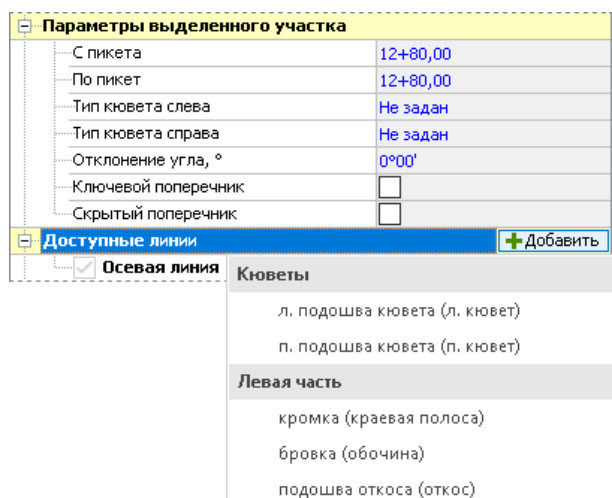 Параметры выделенного участка
С пикета 12+80,00
По пикет 12+80,00
Тип кювета слева Не задан
Тип кювета справа Не задан
Отклонение угла, ° 0°00'
Ключевой поперечник
Скрытый поперечник
Доступные линии Добавить
Осевая линия
Кюветы
л. подошва кювета (л. кювет)
п. подошва кювета (п. кювет)
Левая часть
кромка (краевая полоса)
бровка (обочина)
подошва откоса (откос)